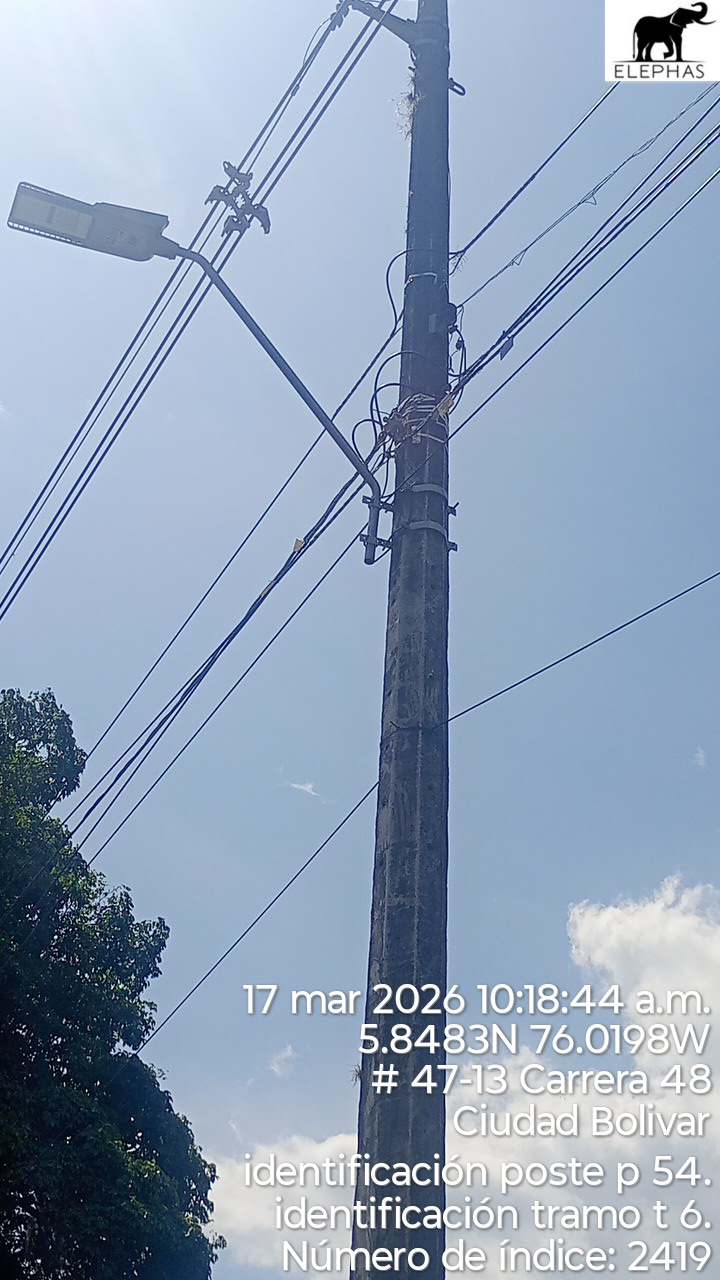 ELEPHAS
17 mar 2026 10:18:44 a.m.
5.8483N 76.0198W
# 47-13 Carrera 48
Ciudad Bolivar
identificación poste p 54.
identificación tramo t 6.
Número de índice: 2419